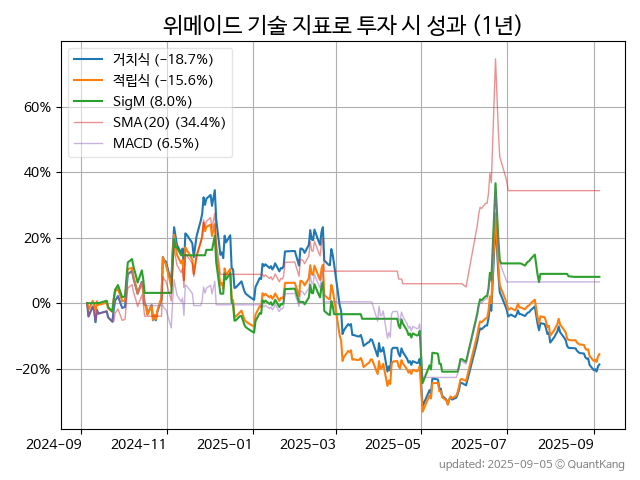 위메이드 기술 지표로 투자 시 성과 (1년)
거치식 (−18.7%)
적립식 (−15.6%)
SigM (8.0%)
SMA(20) (34.4%)
MACD (6.5%)
60%
40%
20%
0%
−20%
2024-09
2024-11
2025-01
2025-03
2025-05
2025-07
2025-09
updated: 2025-09-05 © QuantKang